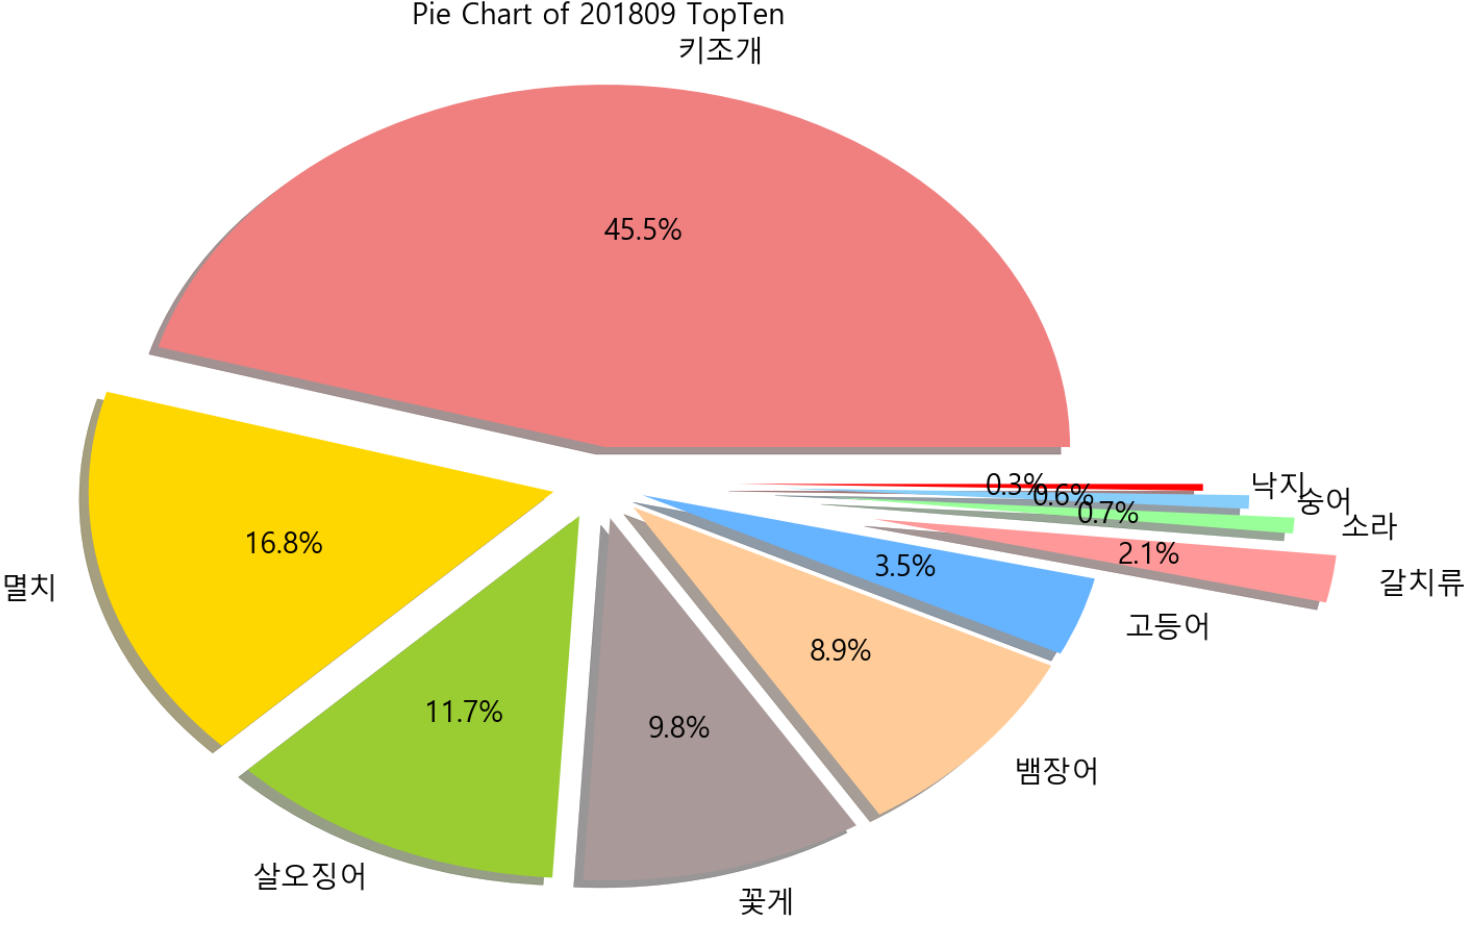 Pie Chart of 201809 TopTen
키조개
45.5%
0.3%
낙지
0.6%
숭어
0.7%
소라
2.1%
갈치류
3.5%
고등어
16.8%
멸치
8.9%
뱀장어
11.7%
살오징어
9.8%
꽃게